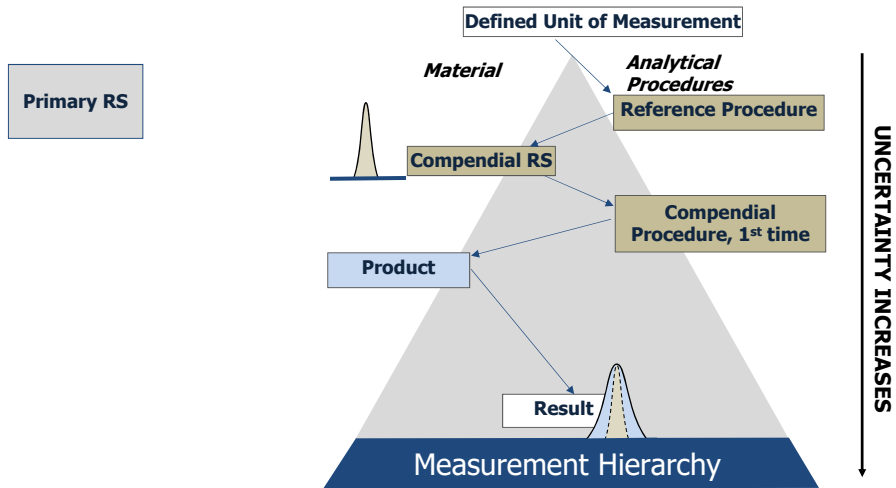 Defined Unit of Measurement
Material
Analytical
Procedures
Primary RS
Reference Procedure
Compendial RS
Compendial
Procedure, 1st time
Product
Result
Measurement Hierarchy
UNCERTAINTY INCREASES